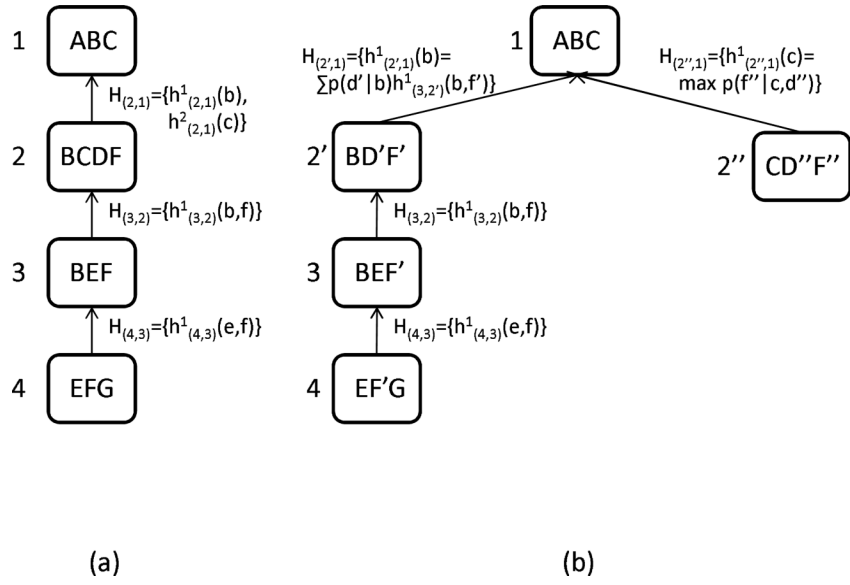 1 ABC
H(2,1)={h¹(2,1)(b),
h²(2,1)(c)}
2 BCDF
H(3,2)={h¹(3,2)(b,f)}
3 BEF
H(4,3)={h¹(4,3)(e,f)}
4 EFG
(a)
1 ABC
H(2',1)={h¹(2',1)(b)=
∑p(d'|b)h¹(3,2')(b,f')}
H(2'',1)={h¹(2'',1)(c)=
max p(f''|c,d'')}
2' BD'F'
2'' CD''F''
H(3,2)={h¹(3,2)(b,f)}
3 BEF'
H(4,3)={h¹(4,3)(e,f)}
4 EF'G
(b)